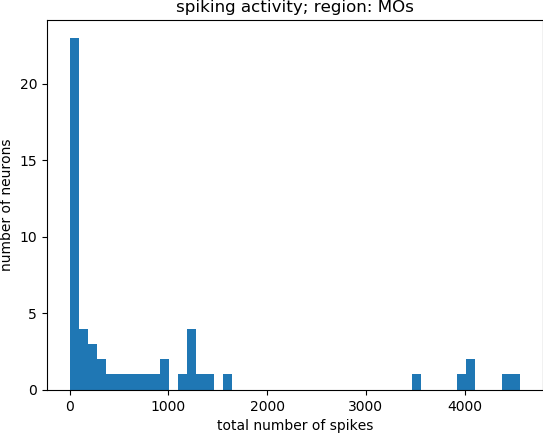 spiking activity; region: MOs
number of neurons
20
15
10
5
0
0 1000 2000 3000 4000
total number of spikes